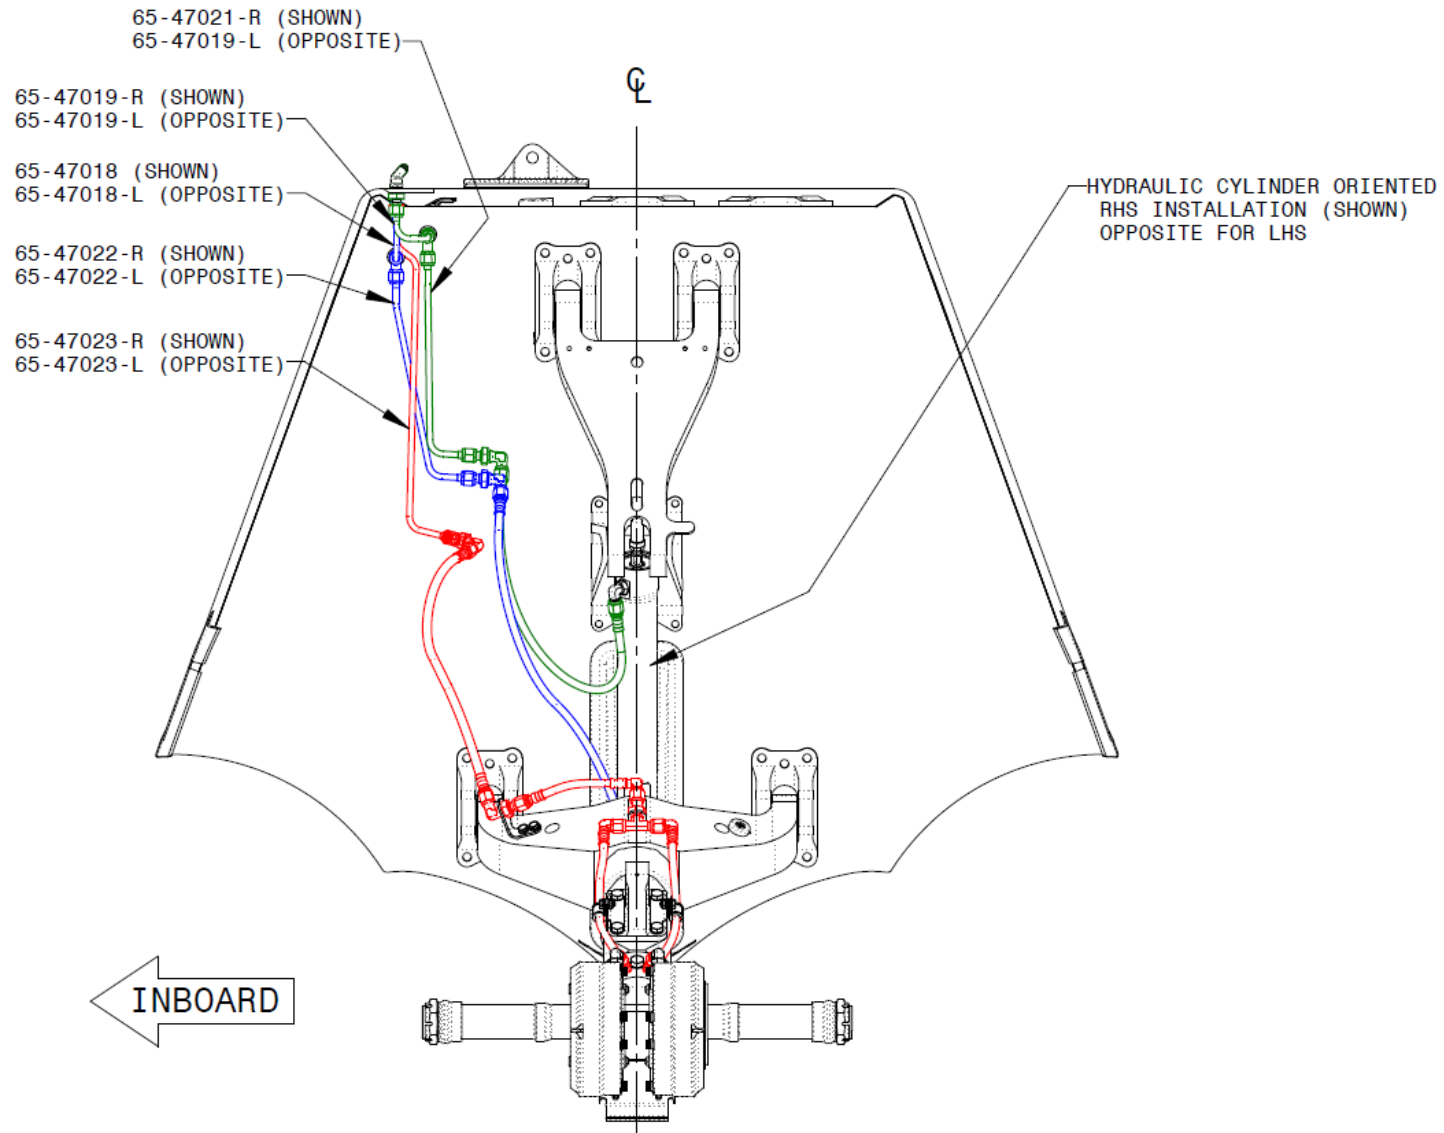 65-47021-R (SHOWN)
65-47019-L (OPPOSITE)
℄
65-47019-R (SHOWN)
65-47019-L (OPPOSITE)
65-47018 (SHOWN)
65-47018-L (OPPOSITE)
HYDRAULIC CYLINDER ORIENTED
RHS INSTALLATION (SHOWN)
OPPOSITE FOR LHS
65-47022-R (SHOWN)
65-47022-L (OPPOSITE)
65-47023-R (SHOWN)
65-47023-L (OPPOSITE)
INBOARD